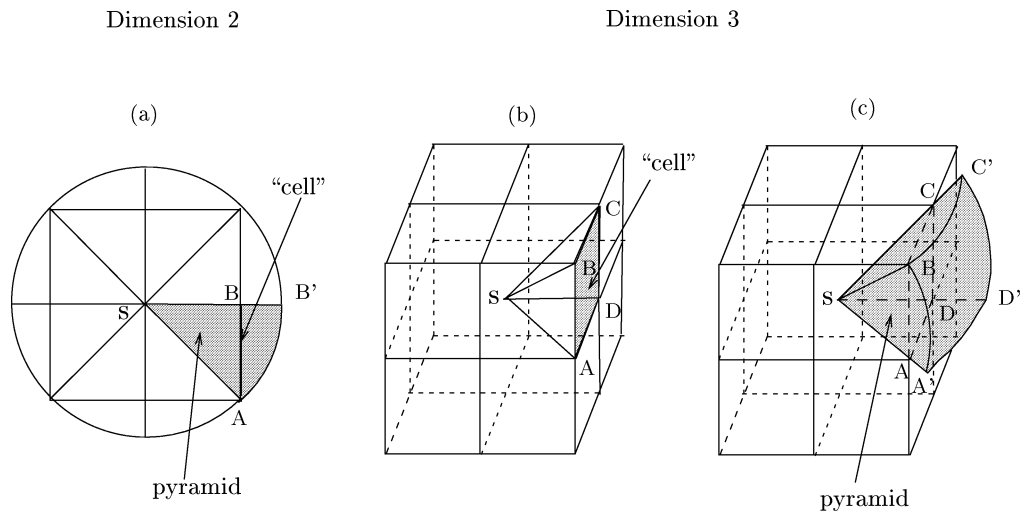 Dimension 2
Dimension 3
(a)
(b)
(c)
"cell"
"cell"
B
B'
S
A
pyramid
C
B
S
D
A
C'
C
B
S
D'
D
A
A'
pyramid